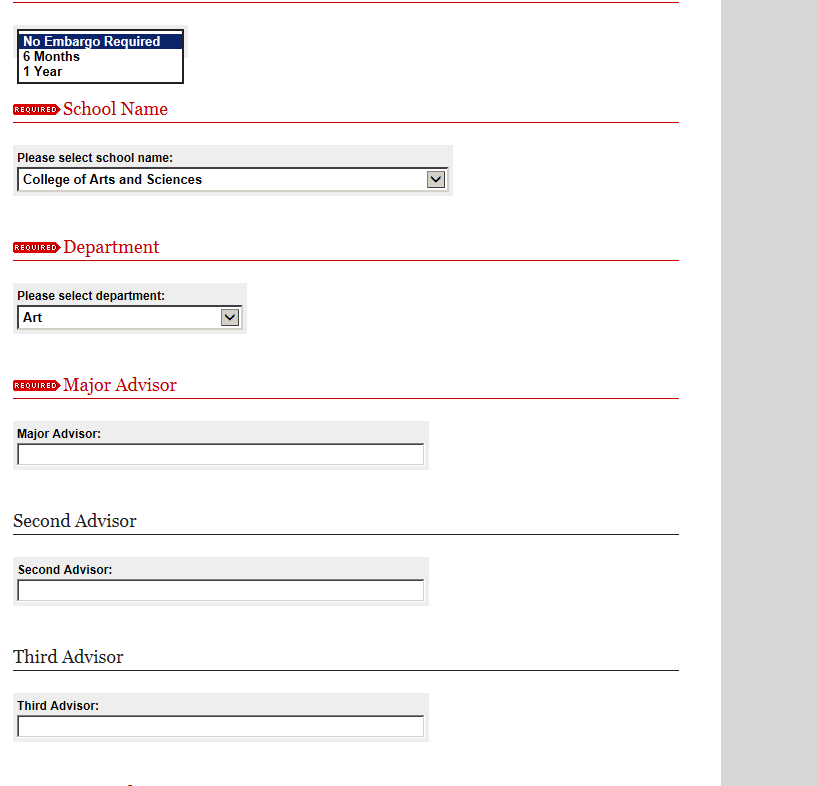 No Embargo Required
6 Months
1 Year
REQUIRED School Name
Please select school name:
College of Arts and Sciences
REQUIRED Department
Please select department:
Art
REQUIRED Major Advisor
Major Advisor:
Second Advisor
Second Advisor:
Third Advisor
Third Advisor: